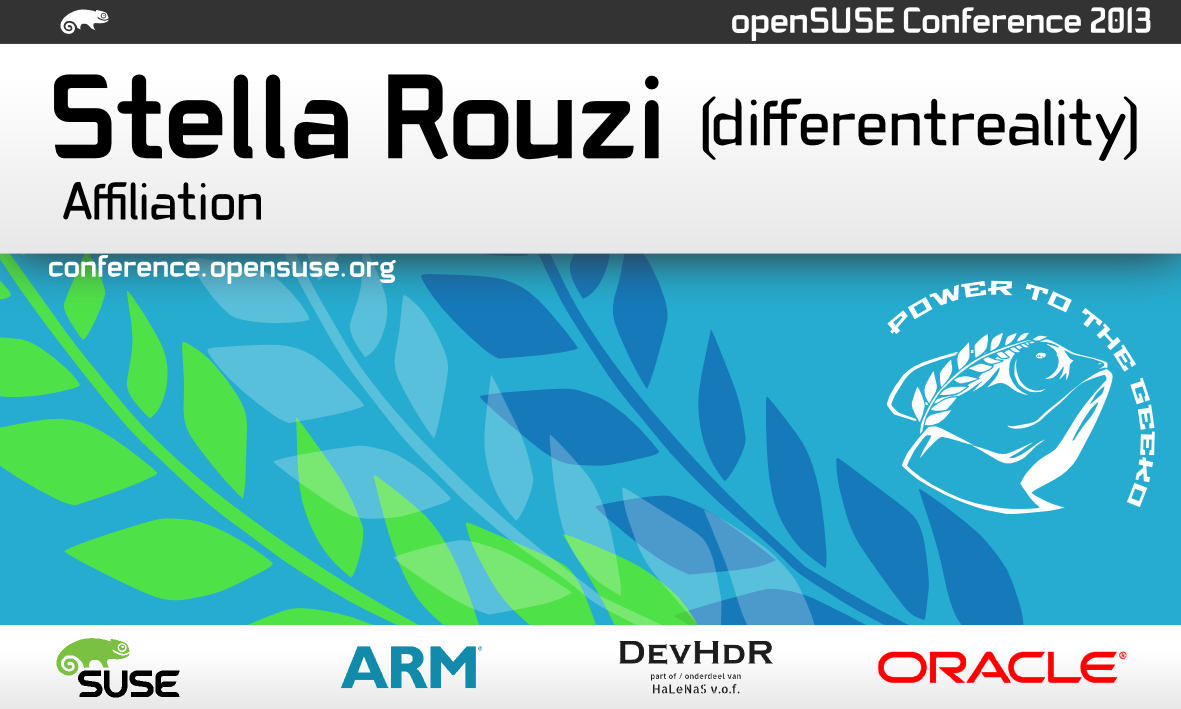 openSUSE Conference 2013
Stella Rouzi (differentreality)
Affiliation
conference.opensuse.org
POWER TO THE GEEKO
SUSE
ARM®
DEVHDR
part of / onderdeel van
HaLeNaS v.o.f.
ORACLE®